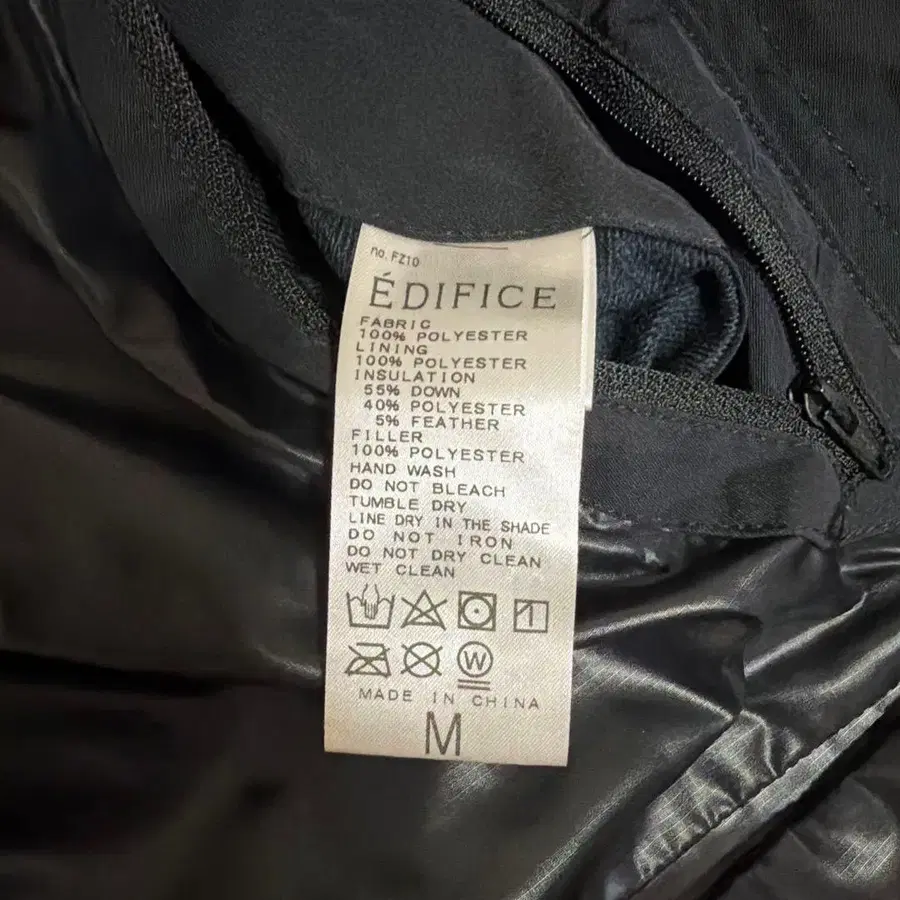 no. FZ10
ÉDIFICE
FABRIC
100% POLYESTER
LINING
100% POLYESTER
INSULATION
55% DOWN
40% POLYESTER
5% FEATHER
FILLER
100% POLYESTER
HAND WASH
DO NOT BLEACH
TUMBLE DRY
LINE DRY IN THE SHADE
DO NOT IRON
DO NOT DRY CLEAN
WET CLEAN
W
MADE IN CHINA
M